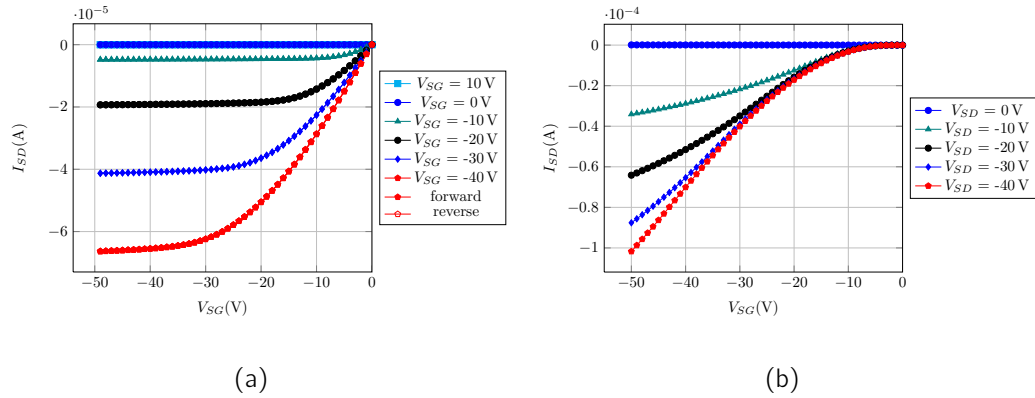 ·10⁻⁵
0
−2
−4
−6
I_SD(A)
−50 −40 −30 −20 −10 0
V_SG(V)
V_SG = 10 V
V_SG = 0 V
V_SG = -10 V
V_SG = -20 V
V_SG = -30 V
V_SG = -40 V
forward
reverse
(a)
·10⁻⁴
0
−0.2
−0.4
−0.6
−0.8
−1
I_SD(A)
−50 −40 −30 −20 −10 0
V_SG(V)
V_SD = 0 V
V_SD = -10 V
V_SD = -20 V
V_SD = -30 V
V_SD = -40 V
(b)